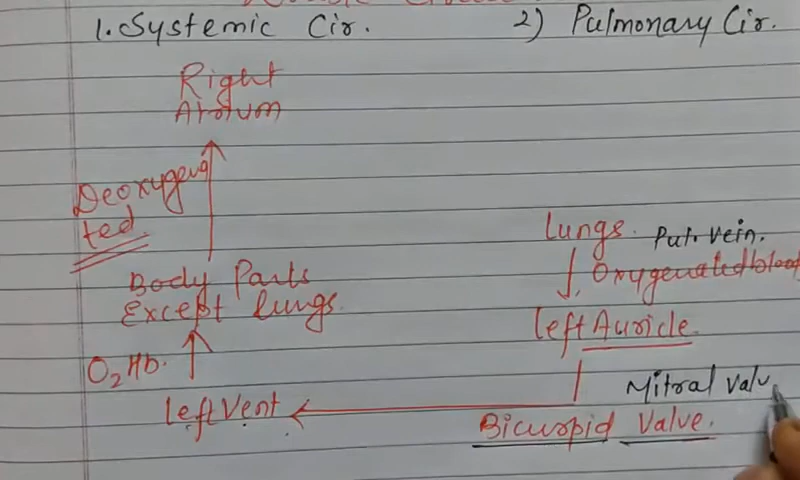 1. Systemic Cir.
2) Pulmonary Cir.
Right
Atrium
Deoxygena
ted
Body Parts
Except lungs.
O2Hb.
left Vent
lungs. Pul. vein.
Oxygenated blood
left Auricle.
Mitral valv
Bicuspid Valve.